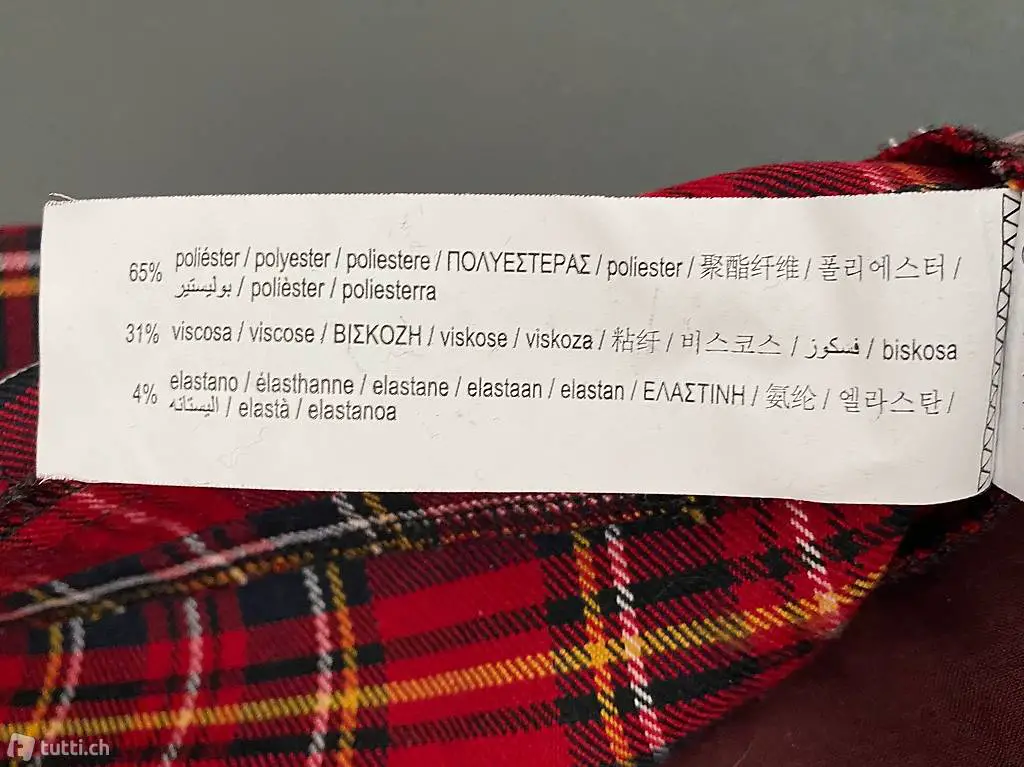 65% poliéster / polyester / poliestere / ΠΟΛΥΕΣΤΕΡΑΣ / poliester / 聚酯纤维 / 폴리에스터 /
بوليستير / polièster / poliesterra
31% viscosa / viscose / ΒΙΣΚΟΖΗ / viskose / viskoza / 粘纤 / 비스코스 / فسكوز / biskosa
4% elastano / élasthanne / elastane / elastaan / elastan / ΕΛΑΣΤΙΝΗ / 氨纶 / 엘라스탄 /
اليستانه / elastà / elastanoa
tutti.ch